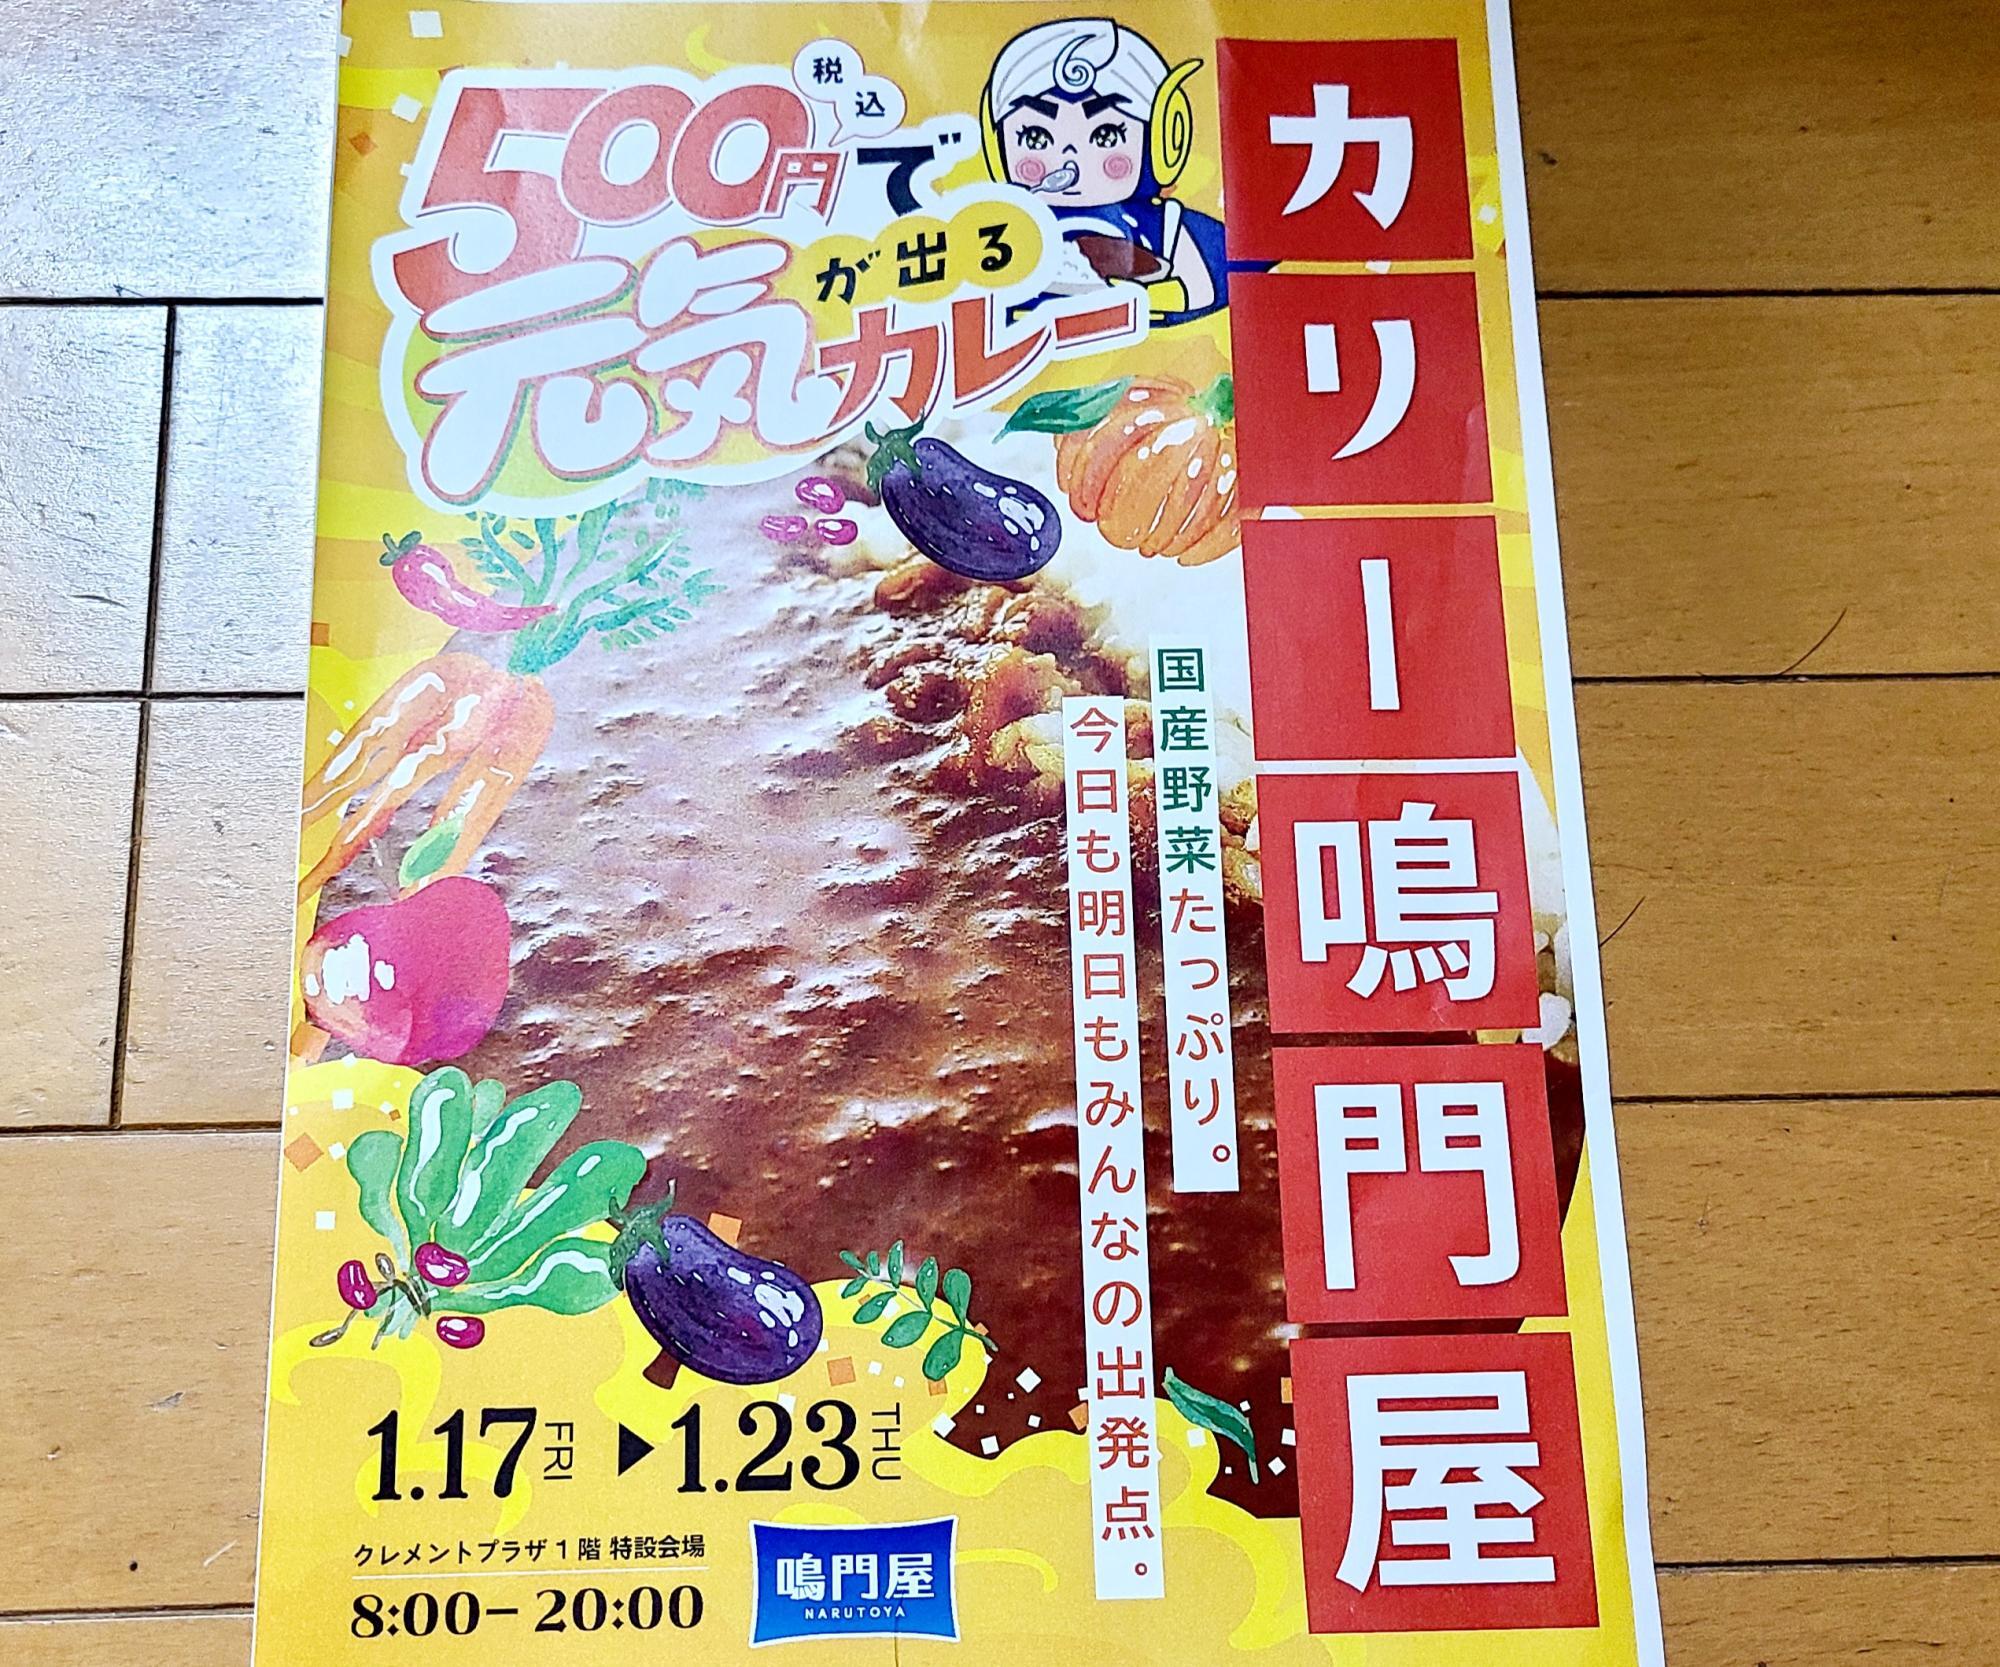 カリー鳴門屋
500円で
税込
元気が出る
カレー
国産野菜たっぷり。
今日も明日もみんなの出発点。
1.17 FRI ▶ 1.23 THU
クレメントプラザ1階 特設会場
8:00 – 20:00
鳴門屋
NARUTOYA